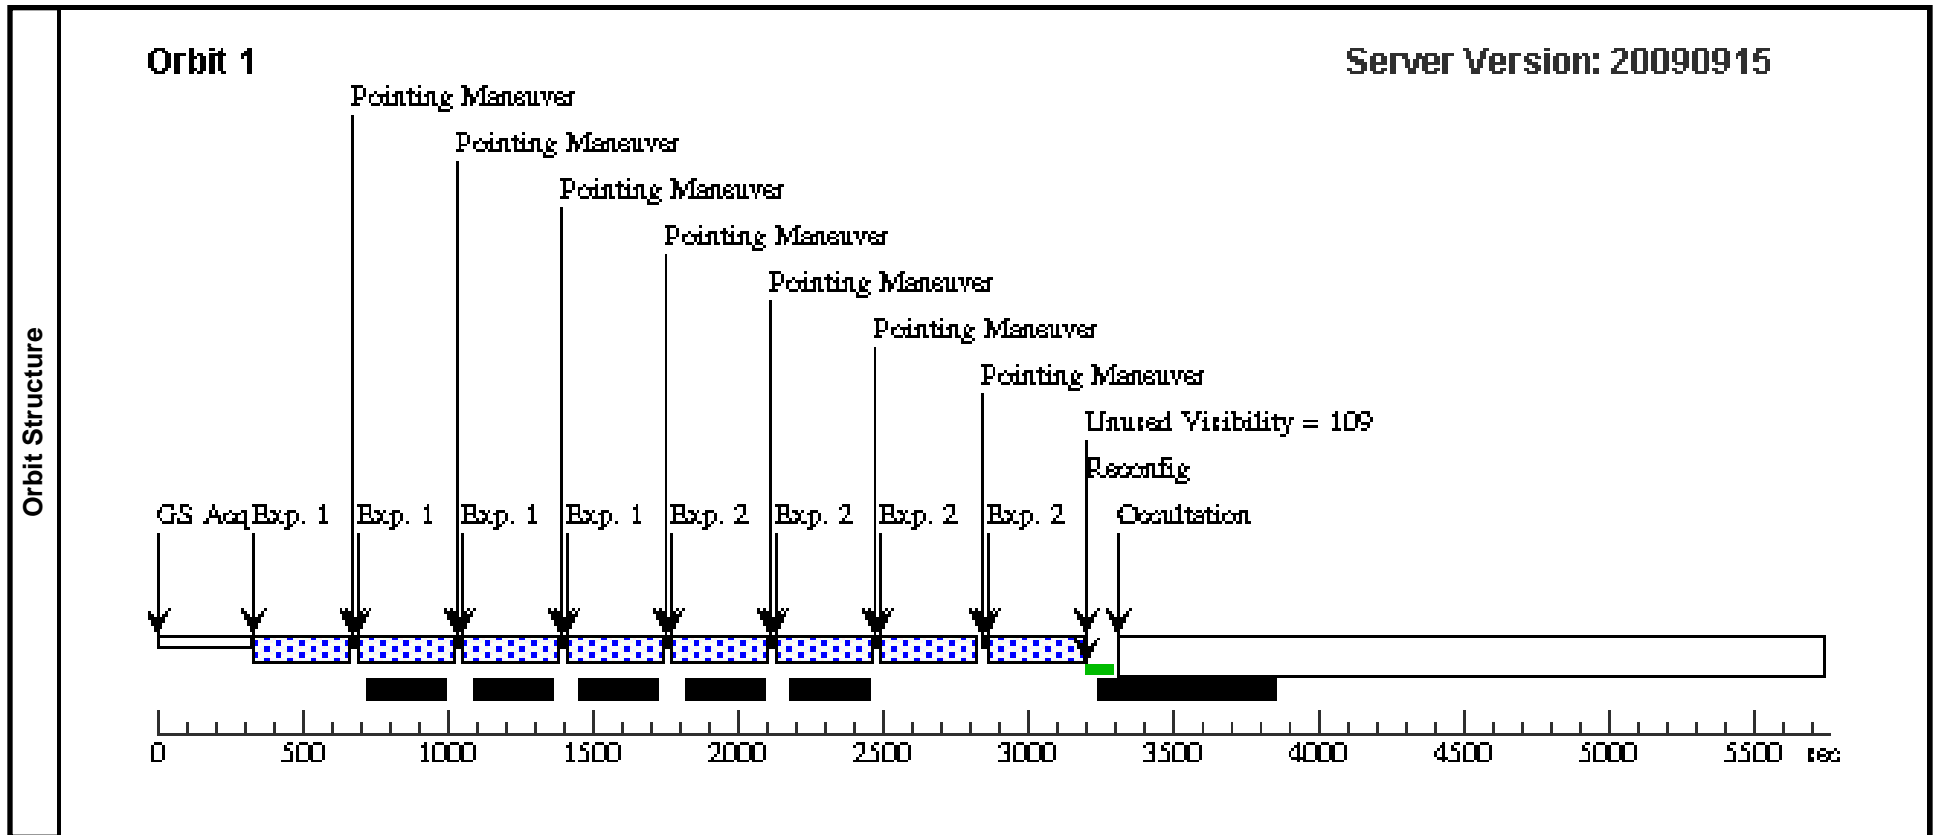 Orbit Structure
Orbit 1
Server Version: 20090915
Pointing Maneuver
Pointing Maneuver
Pointing Maneuver
Pointing Maneuver
Pointing Maneuver
Pointing Maneuver
Pointing Maneuver
Unused Visibility = 109
Reconfig
GS Acq Exp. 1 Exp. 1 Exp. 1 Exp. 1 Exp. 2 Exp. 2 Exp. 2 Exp. 2 Occultation
0 500 1000 1500 2000 2500 3000 3500 4000 4500 5000 5500 sec